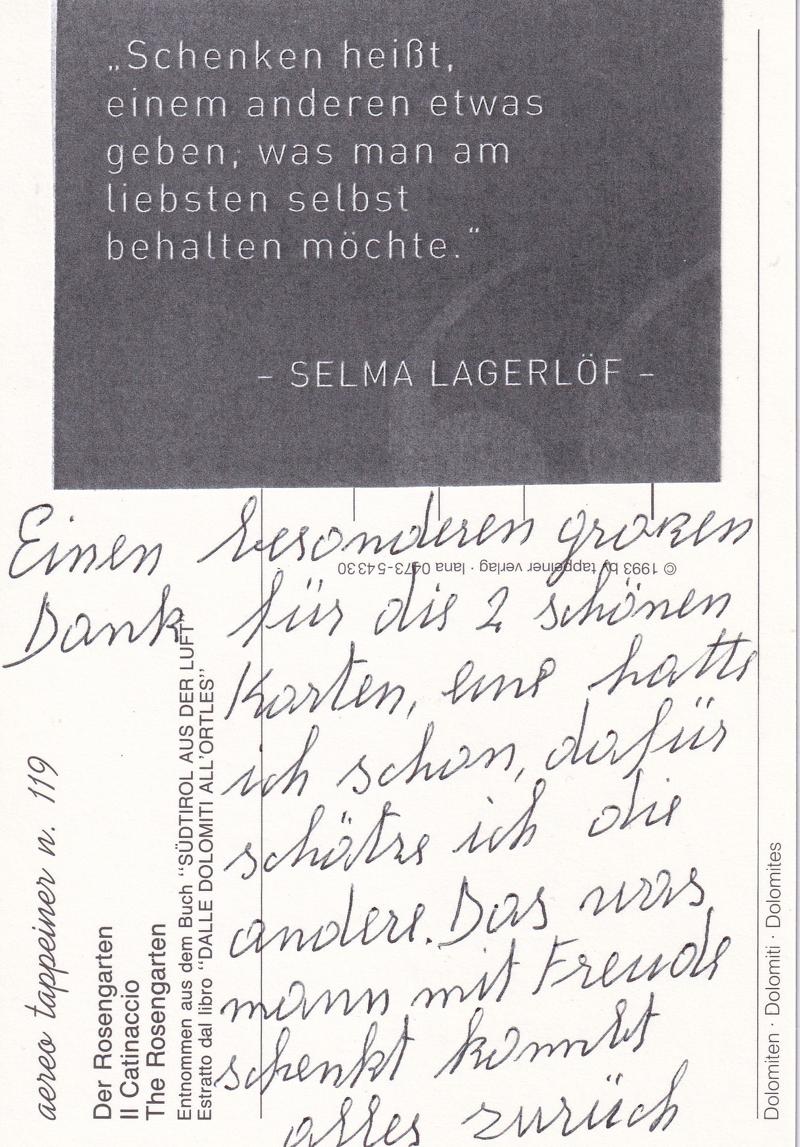 „Schenken heißt,
einem anderen etwas
geben, was man am
liebsten selbst
behalten möchte.“
– SELMA LAGERLÖF –
Einen besonderen großen
Dank für die 2 schönen
Karten, eine hatte
ich schon, dafür
schätze ich die
andere. Das was
mann mit Freude
schenkt kommt
alles zurück
© 1993 by tappeiner verlag · lana 0473-54330
aereo tappeiner n. 119
Der Rosengarten
Il Catinaccio
The Rosengarten
Entnommen aus dem Buch “SÜDTIROL AUS DER LUFT”
Estratto dal libro “DALLE DOLOMITI ALL'ORTLES”
Dolomiten · Dolomiti · Dolomites